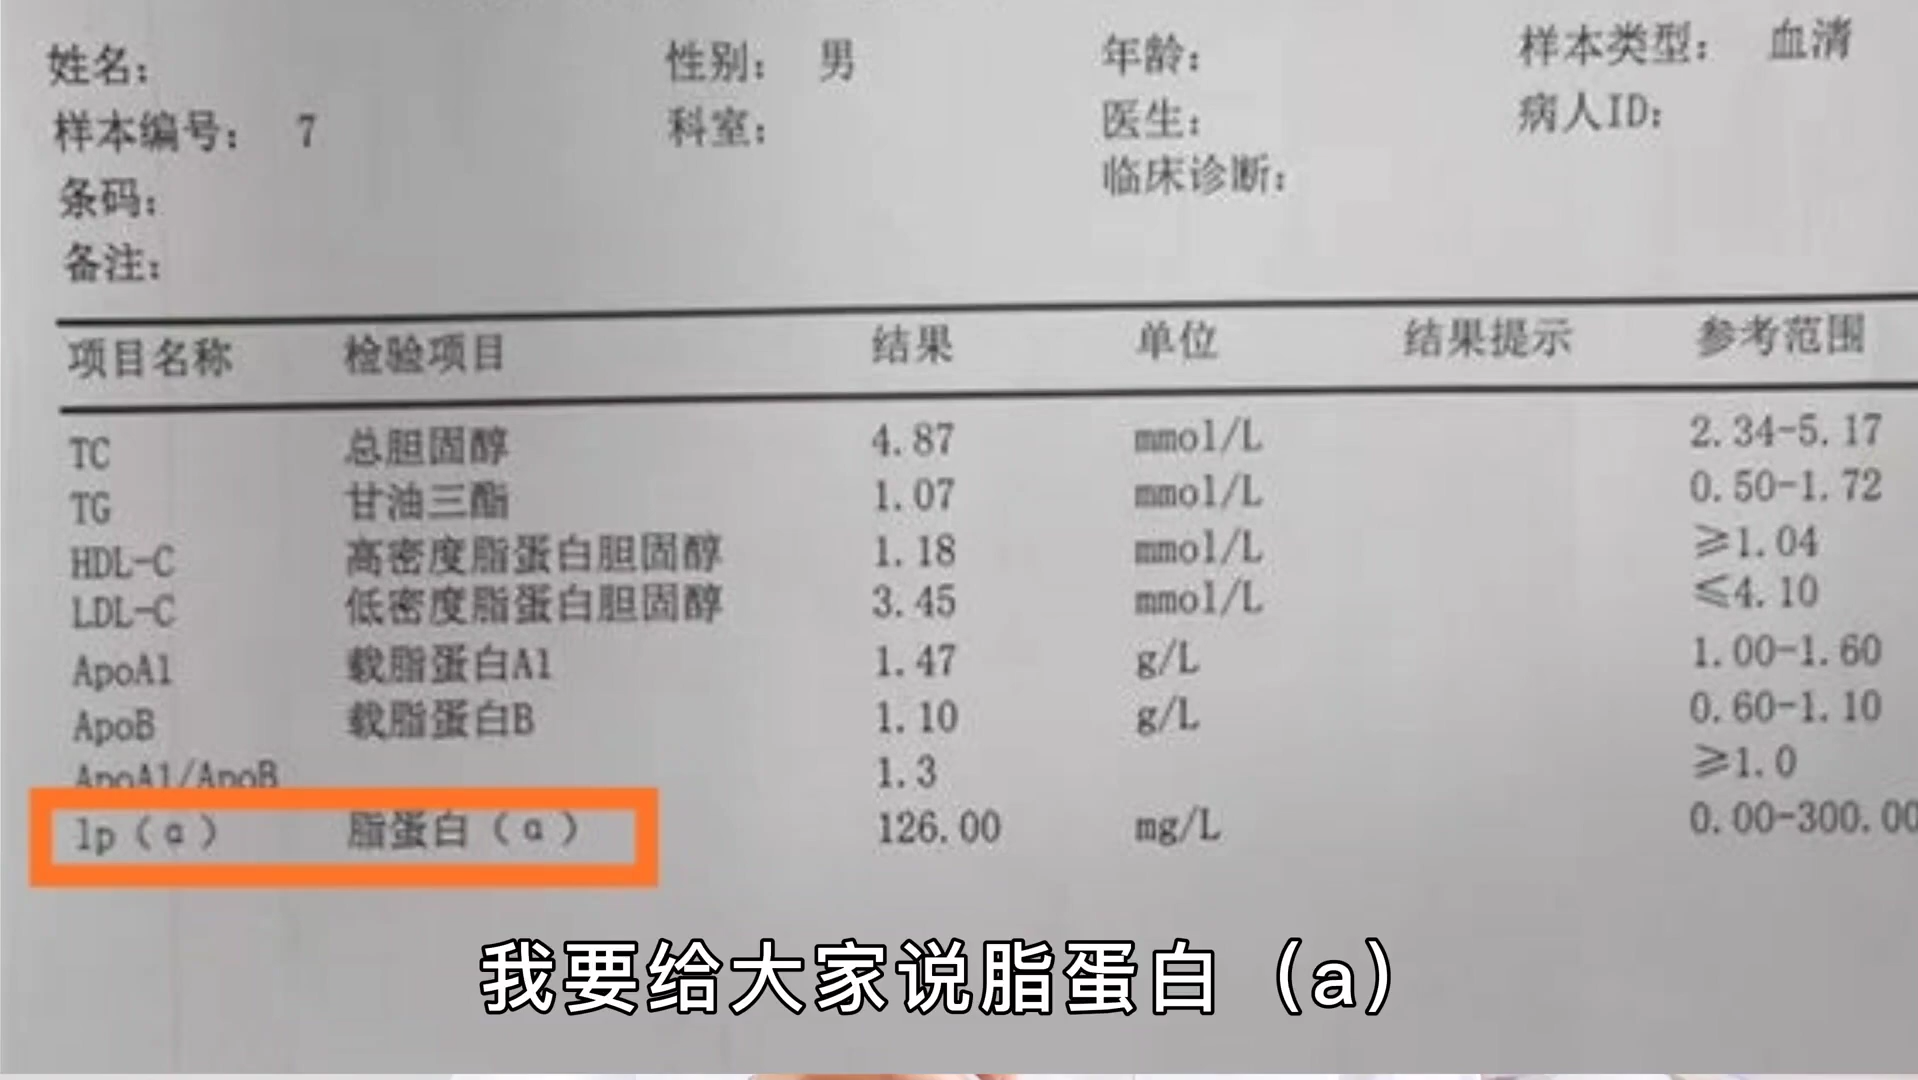 姓名: 性别: 男 年龄: 样本类型: 血清
样本编号: 7 科室: 医生: 病人ID:
条码: 临床诊断:
备注:
项目名称 检验项目 结果 单位 结果提示 参考范围
TC 总胆固醇 4.87 mmol/L 2.34-5.17
TG 甘油三酯 1.07 mmol/L 0.50-1.72
HDL-C 高密度脂蛋白胆固醇 1.18 mmol/L ≥1.04
LDL-C 低密度脂蛋白胆固醇 3.45 mmol/L ≤4.10
ApoA1 载脂蛋白A1 1.47 g/L 1.00-1.60
ApoB 载脂蛋白B 1.10 g/L 0.60-1.10
ApoA1/ApoB 1.3 ≥1.0
lp(α) 脂蛋白(α) 126.00 mg/L 0.00-300.00
我要给大家说脂蛋白(a)